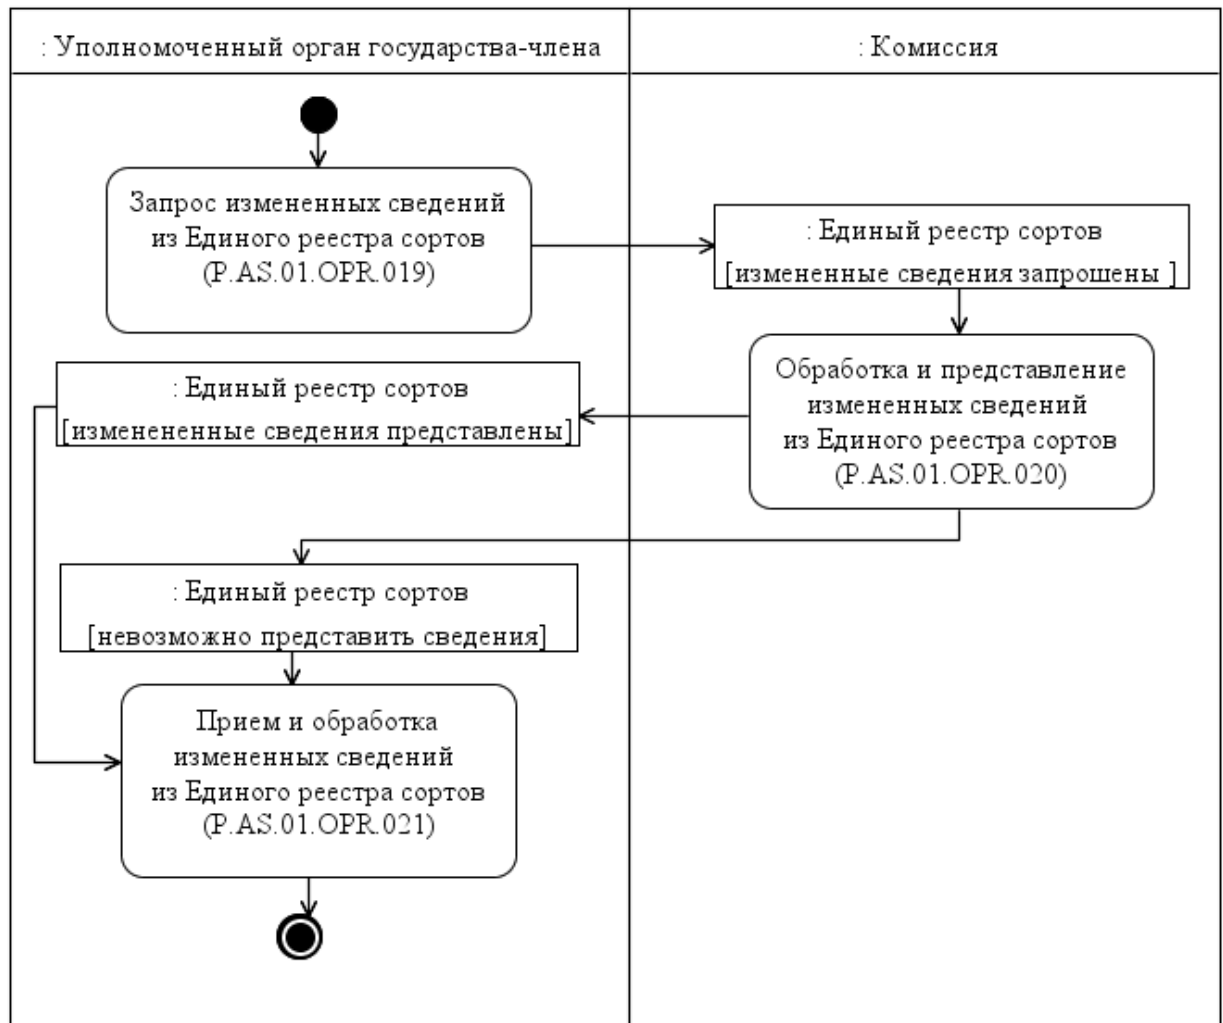 : Уполномоченный орган государства-члена
: Комиссия
Запрос измененных сведений
из Единого реестра сортов
(P.AS.01.OPR.019)
: Единый реестр сортов
[измененные сведения запрошены ]
Обработка и представление
измененных сведений
из Единого реестра сортов
(P.AS.01.OPR.020)
: Единый реестр сортов
[изменененные сведения представлены]
: Единый реестр сортов
[невозможно представить сведения]
Прием и обработка
измененных сведений
из Единого реестра сортов
(P.AS.01.OPR.021)